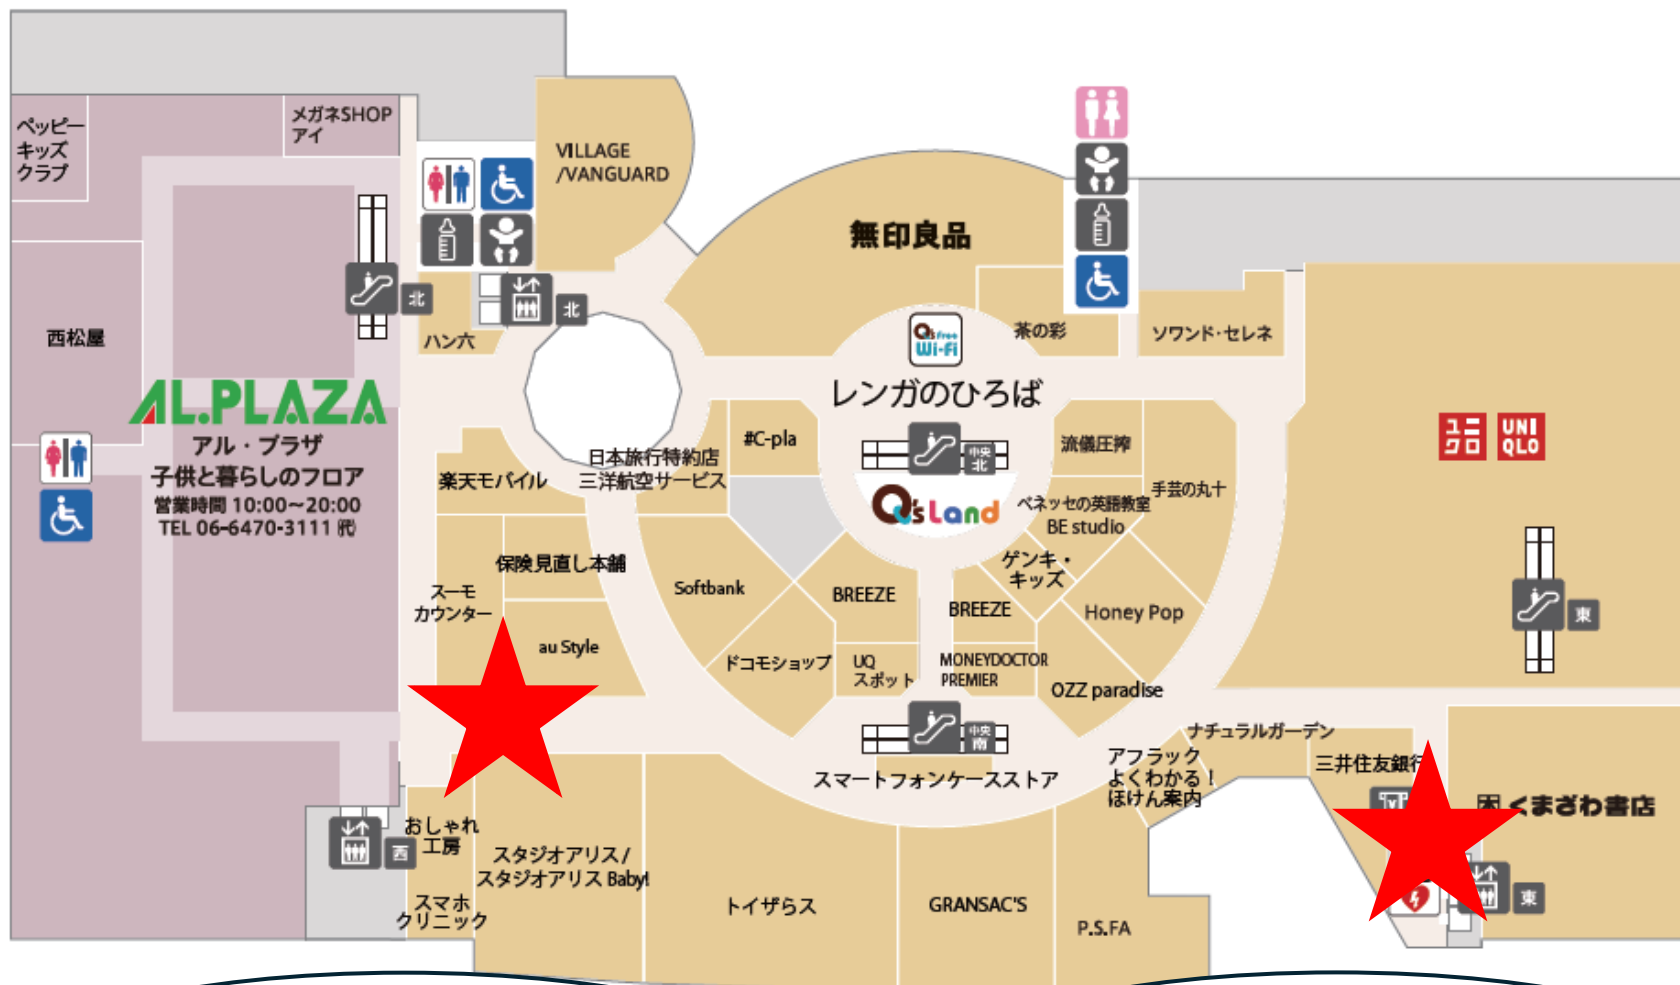 ペッピー
キッズ
クラブ
メガネSHOP
アイ
VILLAGE
/VANGUARD
無印良品
西松屋
北
ハン六
北
Q's free
Wi-Fi
茶の彩
ソワンド・セレネ
AL.PLAZA
アル・プラザ
子供と暮らしのフロア
営業時間 10:00～20:00
TEL 06-6470-3111 ㈹
レンガのひろば
日本旅行特約店
三洋航空サービス
#C-pla
中央
北
流儀圧搾
ユニ
クロ
UNI
QLO
楽天モバイル
Q's Land
ベネッセの英語教室
BE studio
手芸の丸十
保険見直し本舗
スーモ
カウンター
Softbank
BREEZE
BREEZE
ゲンキ・
キッズ
Honey Pop
東
au Style
ドコモショップ
UQ
スポット
MONEYDOCTOR
PREMIER
OZZ paradise
中央
南
スマートフォンケースストア
アフラック
よくわかる！
ほけん案内
ナチュラルガーデン
三井住友銀行
くまざわ書店
西
おしゃれ
工房
スマホ
クリニック
スタジオアリス/
スタジオアリス Baby!
トイザらス
GRANSAC'S
P.S.FA
東